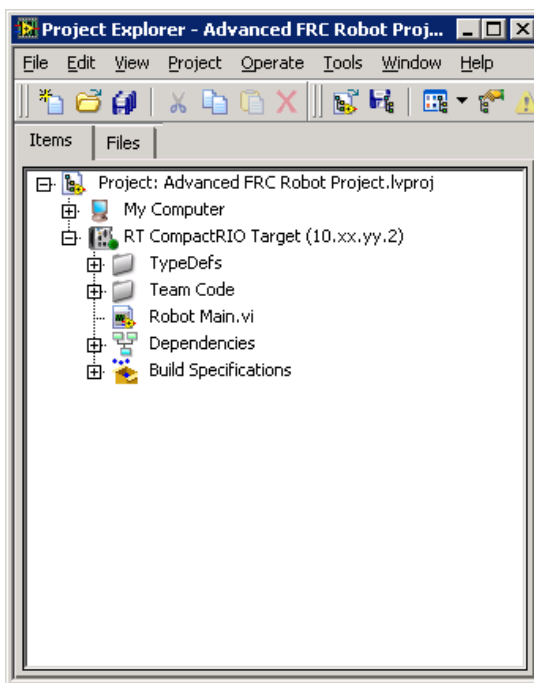 Project Explorer - Advanced FRC Robot Proj...
File Edit View Project Operate Tools Window Help
Items Files
Project: Advanced FRC Robot Project.lvproj
My Computer
RT CompactRIO Target (10.xx.yy.2)
TypeDefs
Team Code
Robot Main.vi
Dependencies
Build Specifications